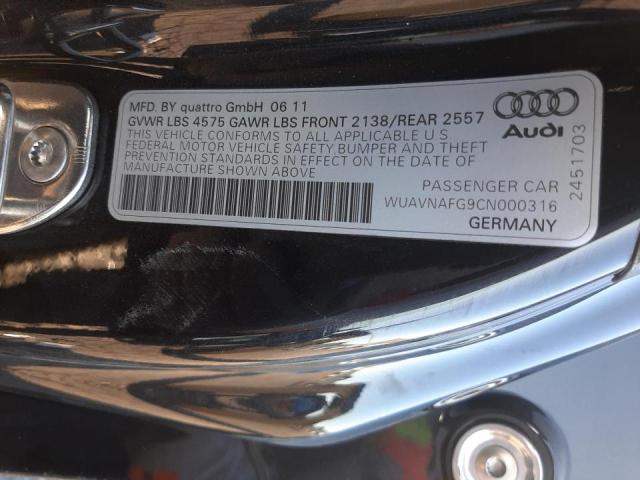 MFD. BY quattro GmbH 06 11
GVWR LBS 4575 GAWR LBS FRONT 2138/REAR 2557
THIS VEHICLE CONFORMS TO ALL APPLICABLE U S
FEDERAL MOTOR VEHICLE SAFETY,BUMPER AND THEFT
PREVENTION STANDARDS IN EFFECT ON THE DATE OF
MANUFACTURE SHOWN ABOVE
Audi
PASSENGER CAR
WUAVNAFG9CN000316
GERMANY
2451703